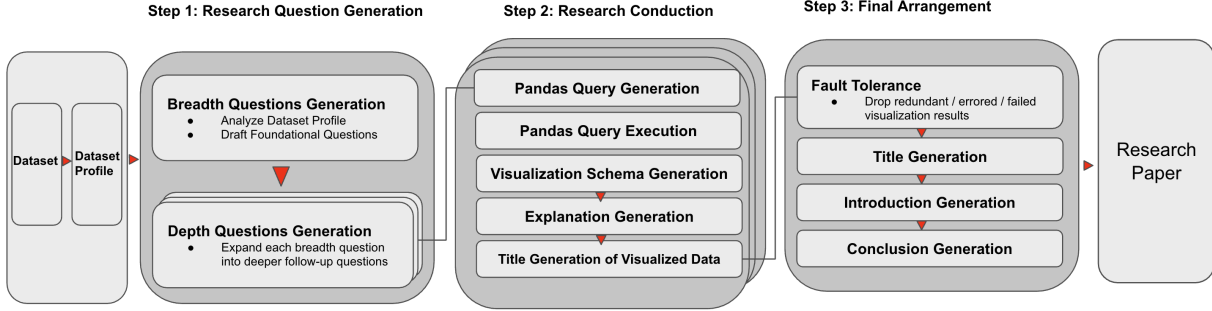 Step 1: Research Question Generation
Step 2: Research Conduction
Step 3: Final Arrangement
Dataset
Dataset
Profile
Breadth Questions Generation
● Analyze Dataset Profile
● Draft Foundational Questions
Depth Questions Generation
● Expand each breadth question
into deeper follow-up questions
Pandas Query Generation
Pandas Query Execution
Visualization Schema Generation
Explanation Generation
Title Generation of Visualized Data
Fault Tolerance
● Drop redundant / errored / failed
visualization results
Title Generation
Introduction Generation
Conclusion Generation
Research
Paper